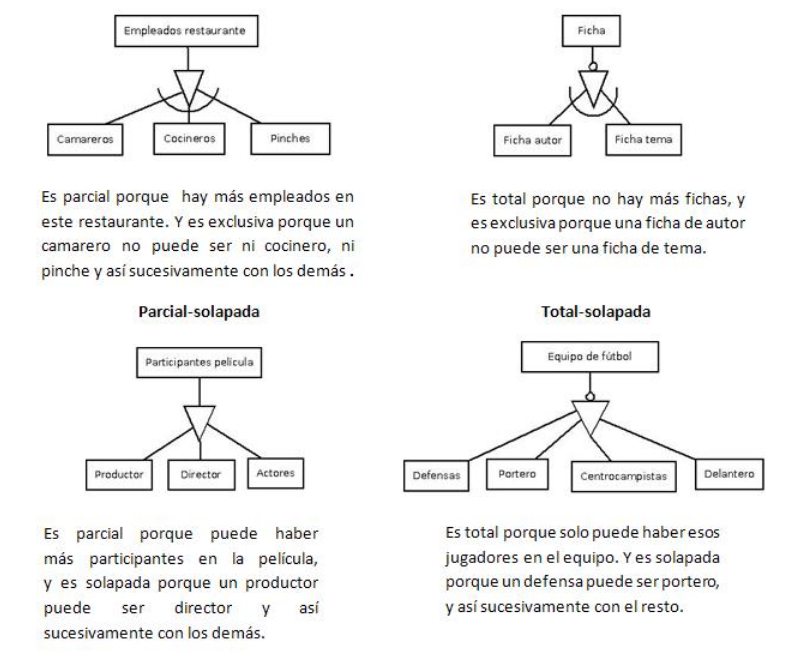 Empleados restaurante
Camareros
Cocineros
Pinches
Es parcial porque hay más empleados en
este restaurante. Y es exclusiva porque un
camarero no puede ser ni cocinero, ni
pinche y así sucesivamente con los demás.
Ficha
Ficha autor
Ficha tema
Es total porque no hay más fichas, y
es exclusiva porque una ficha de autor
no puede ser una ficha de tema.
Parcial-solapada
Participantes película
Productor
Director
Actores
Es parcial porque puede haber
más participantes en la película,
y es solapada porque un productor
puede ser director y así
sucesivamente con los demás.
Total-solapada
Equipo de fútbol
Defensas
Portero
Centrocampistas
Delantero
Es total porque solo puede haber esos
jugadores en el equipo. Y es solapada
porque un defensa puede ser portero,
y así sucesivamente con el resto.